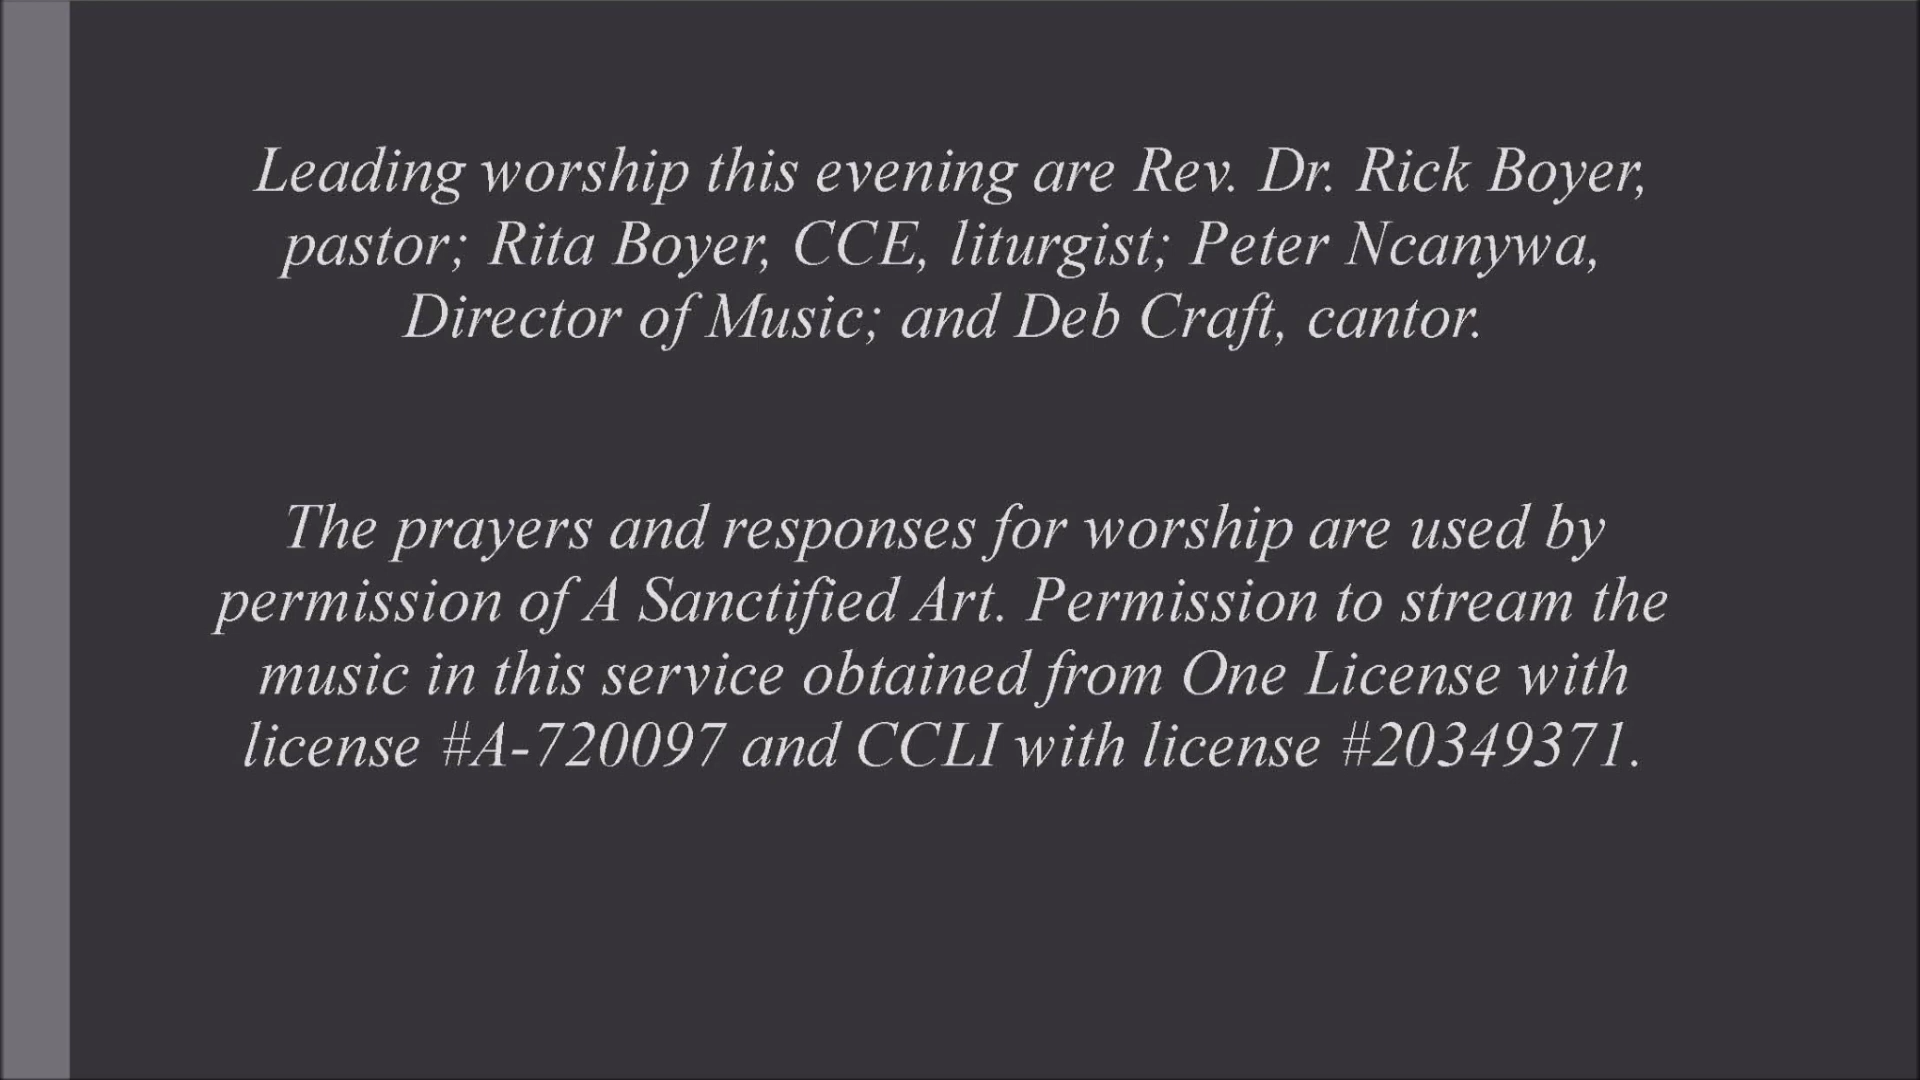 Leading worship this evening are Rev. Dr. Rick Boyer,
pastor; Rita Boyer, CCE, liturgist; Peter Ncanywa,
Director of Music; and Deb Craft, cantor.
The prayers and responses for worship are used by
permission of A Sanctified Art. Permission to stream the
music in this service obtained from One License with
license #A-720097 and CCLI with license #20349371.